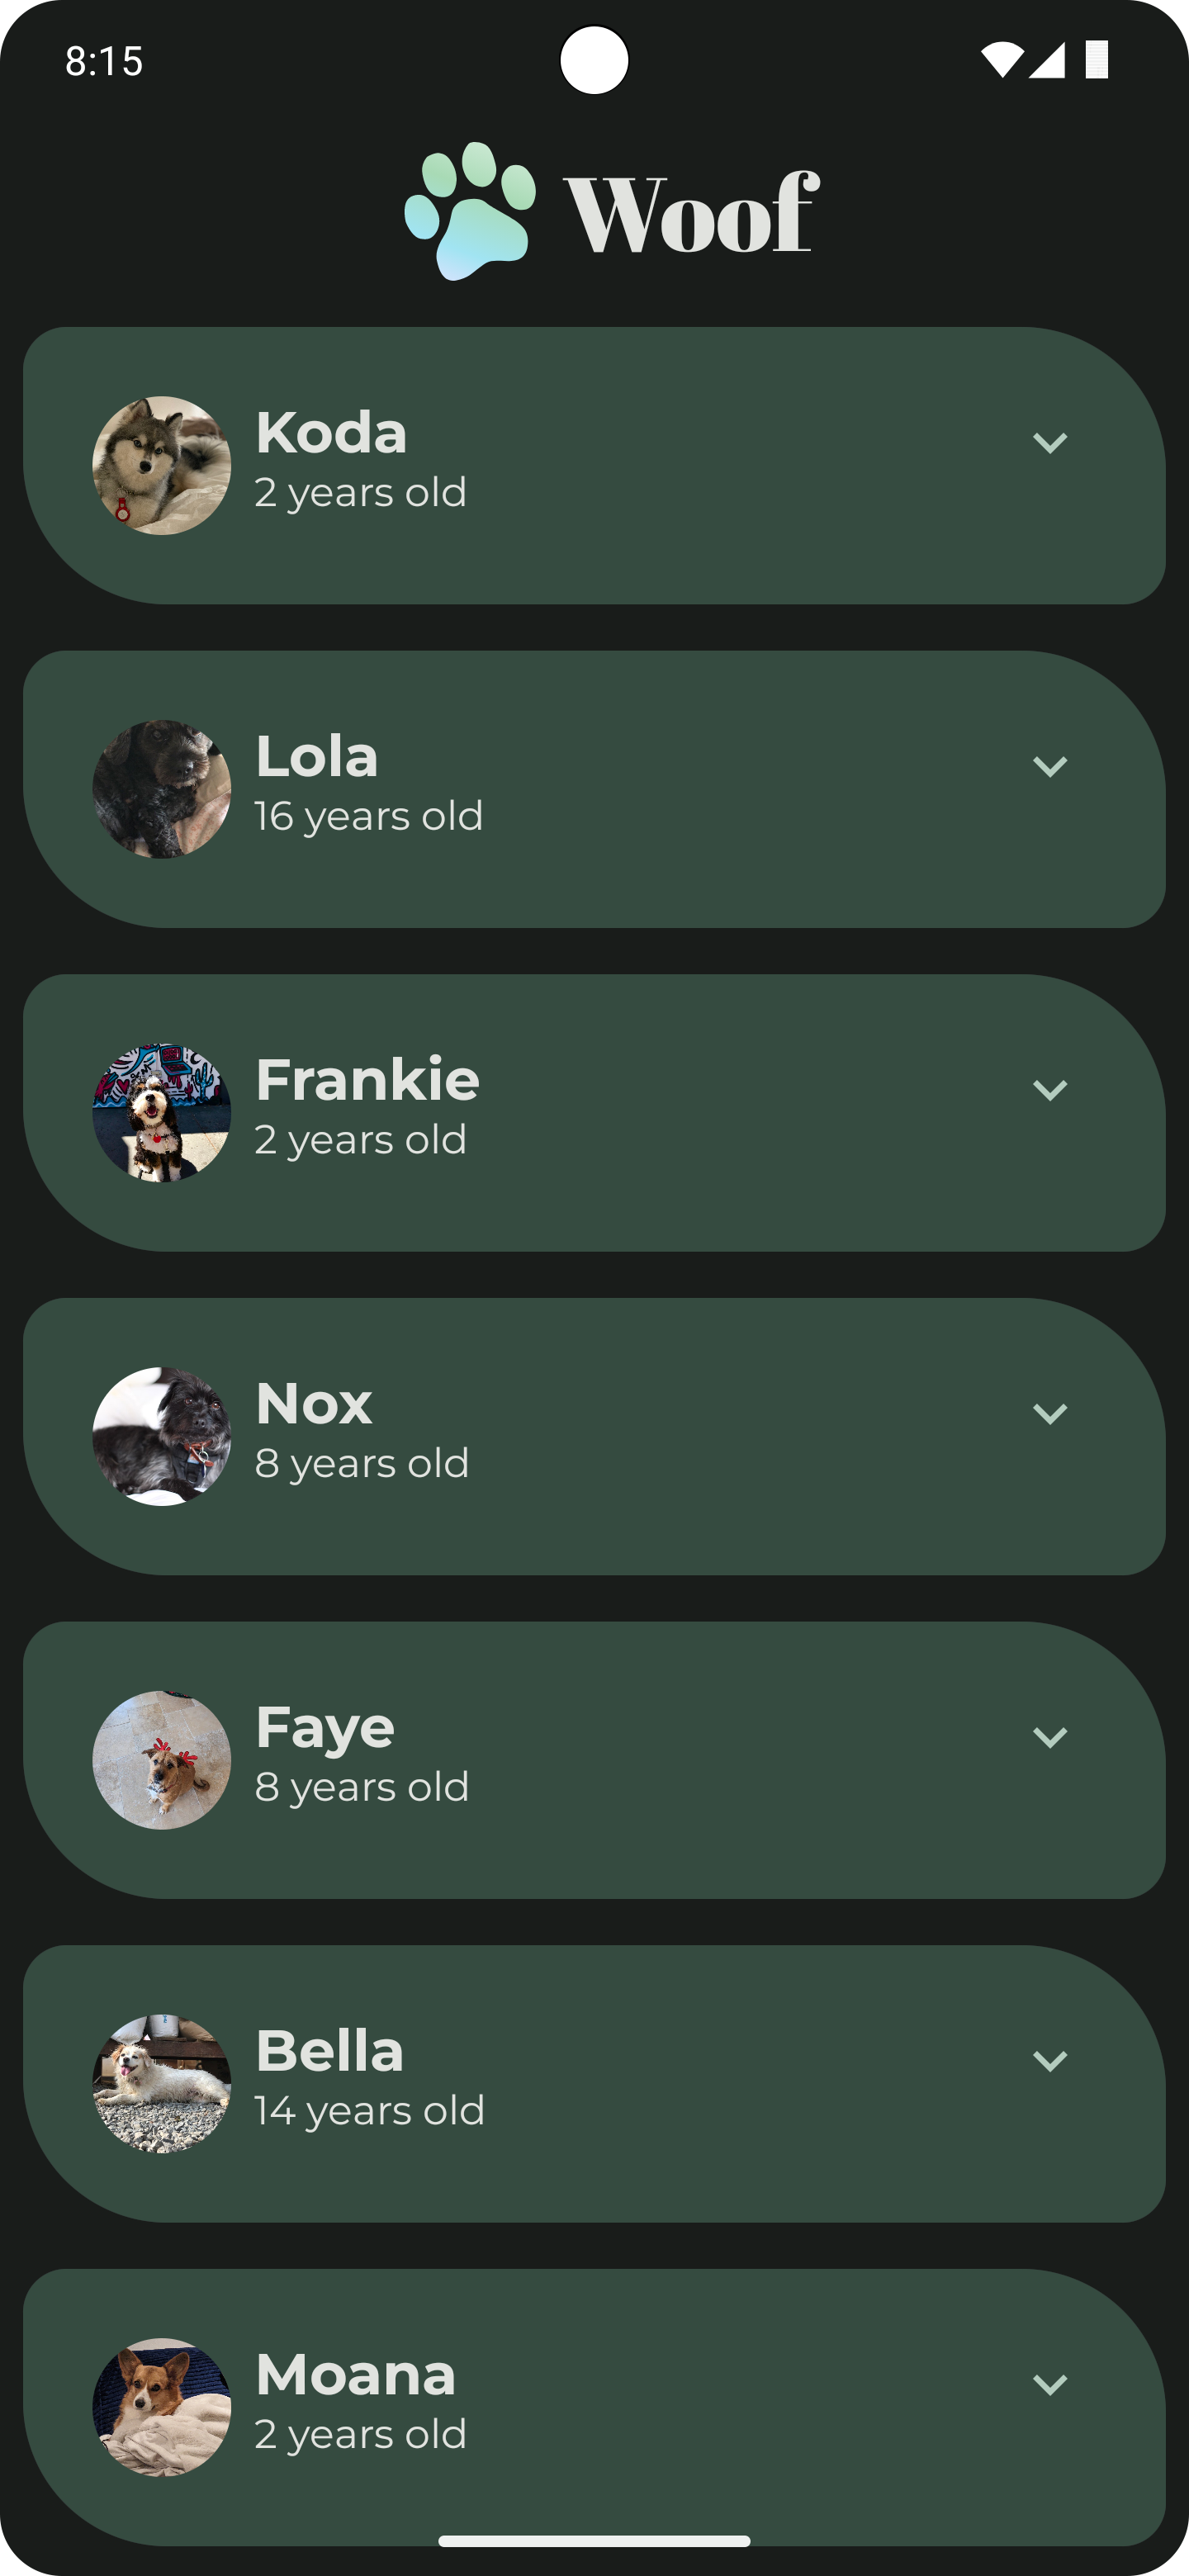 8:15
Woof
Koda
2 years old
Lola
16 years old
Frankie
2 years old
Nox
8 years old
Faye
8 years old
Bella
14 years old
Moana
2 years old